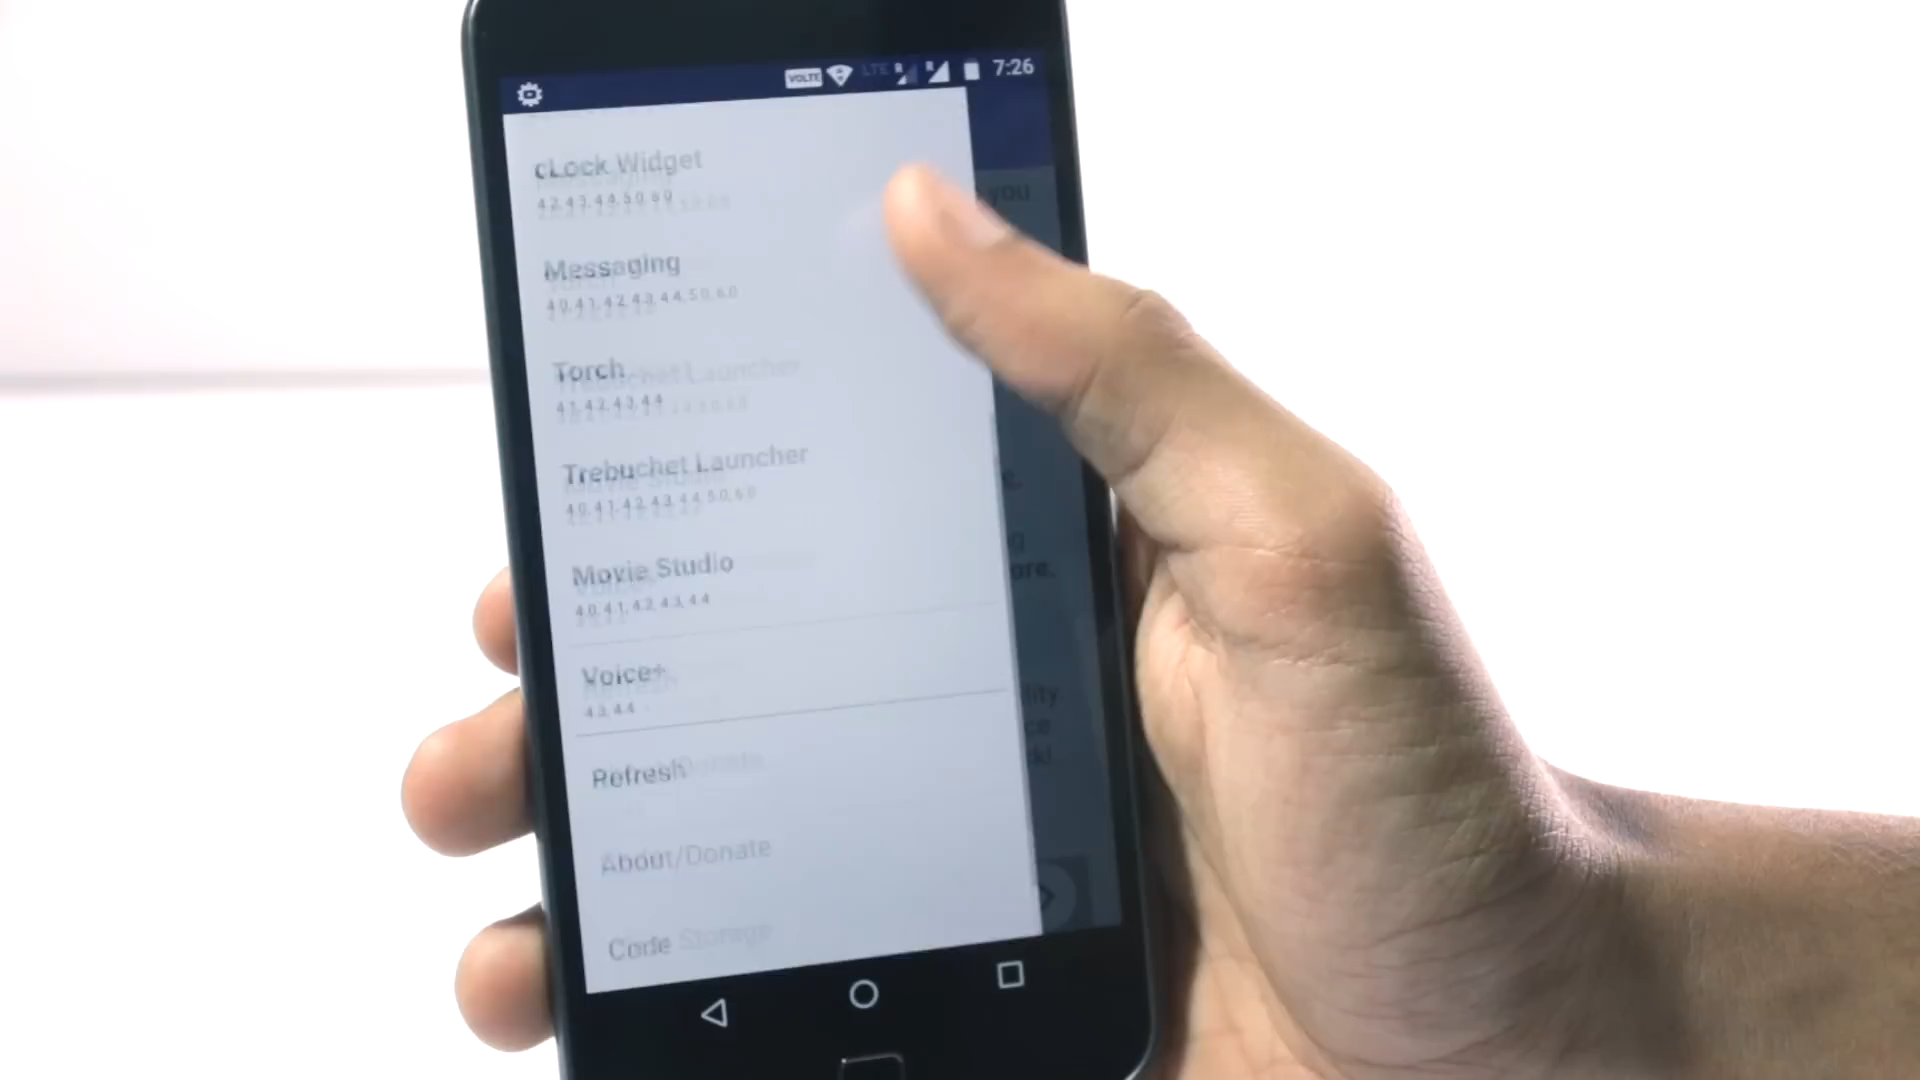 VOLTE LTE R R 7:26
cLock Widget
4.2, 4.3, 4.4, 5.0, 6.0
you
Messaging
4.0, 4.1, 4.2, 4.3, 4.4, 5.0, 6.0
Torch
4.1, 4.2, 4.3, 4.4
Trebuchet Launcher
4.0, 4.1, 4.2, 4.3, 4.4, 5.0, 6.0
Movie Studio
4.0, 4.1, 4.2, 4.3, 4.4
Voice+
4.3, 4.4
Refresh
About/Donate
Code Storage